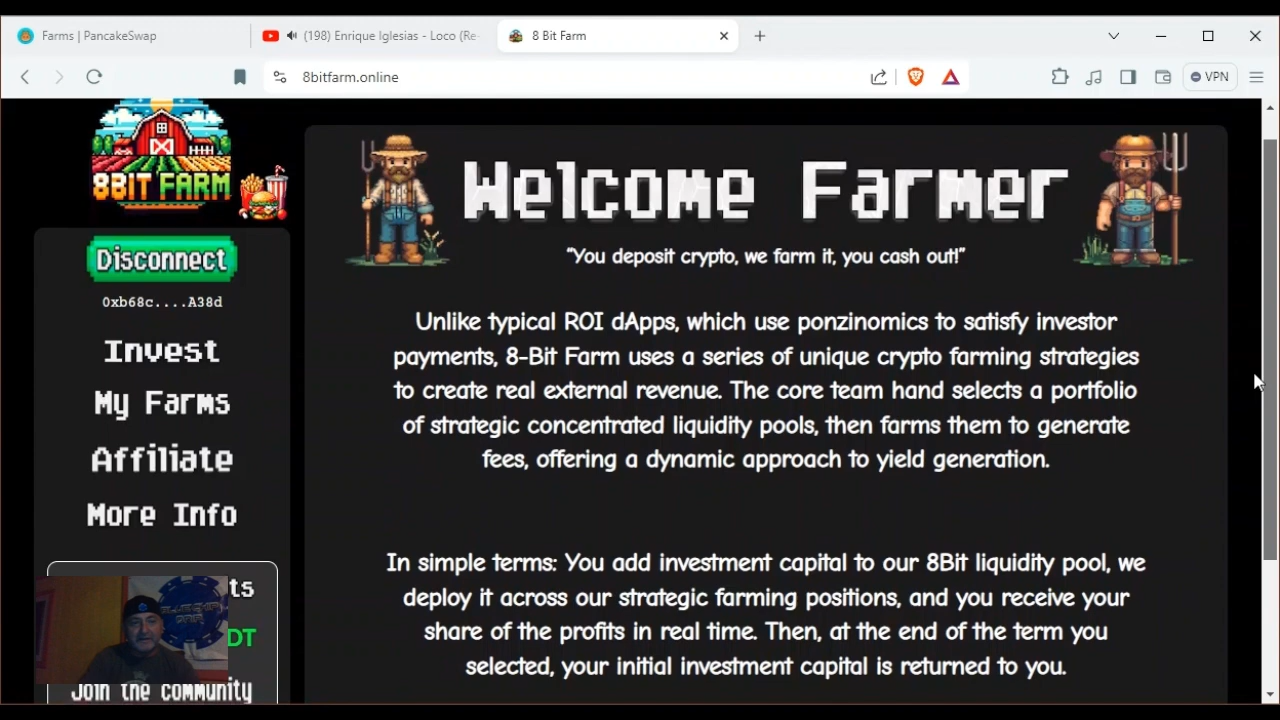 Farms | PancakeSwap
(198) Enrique Iglesias - Loco (Re
8 Bit Farm
8bitfarm.online
VPN
8BIT FARM
Disconnect
0xb68c....A38d
Invest
My Farms
Affiliate
More Info
ts
DT
Join the community
Welcome Farmer
“You deposit crypto, we farm it, you cash out!”
Unlike typical ROI dApps, which use ponzinomics to satisfy investor
payments, 8-Bit Farm uses a series of unique crypto farming strategies
to create real external revenue. The core team hand selects a portfolio
of strategic concentrated liquidity pools, then farms them to generate
fees, offering a dynamic approach to yield generation.
In simple terms: You add investment capital to our 8Bit liquidity pool, we
deploy it across our strategic farming positions, and you receive your
share of the profits in real time. Then, at the end of the term you
selected, your initial investment capital is returned to you.